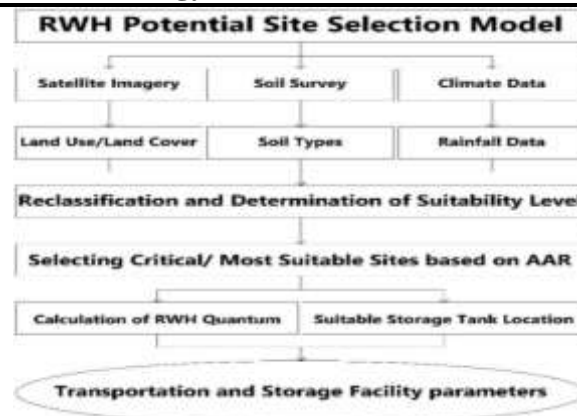 RWH Potential Site Selection Model
Satellite Imagery
Soil Survey
Climate Data
Land Use/Land Cover
Soil Types
Rainfall Data
Reclassification and Determination of Suitability Level
Selecting Critical/ Most Suitable Sites based on AAR
Calculation of RWH Quantum
Suitable Storage Tank Location
Transportation and Storage Facility parameters